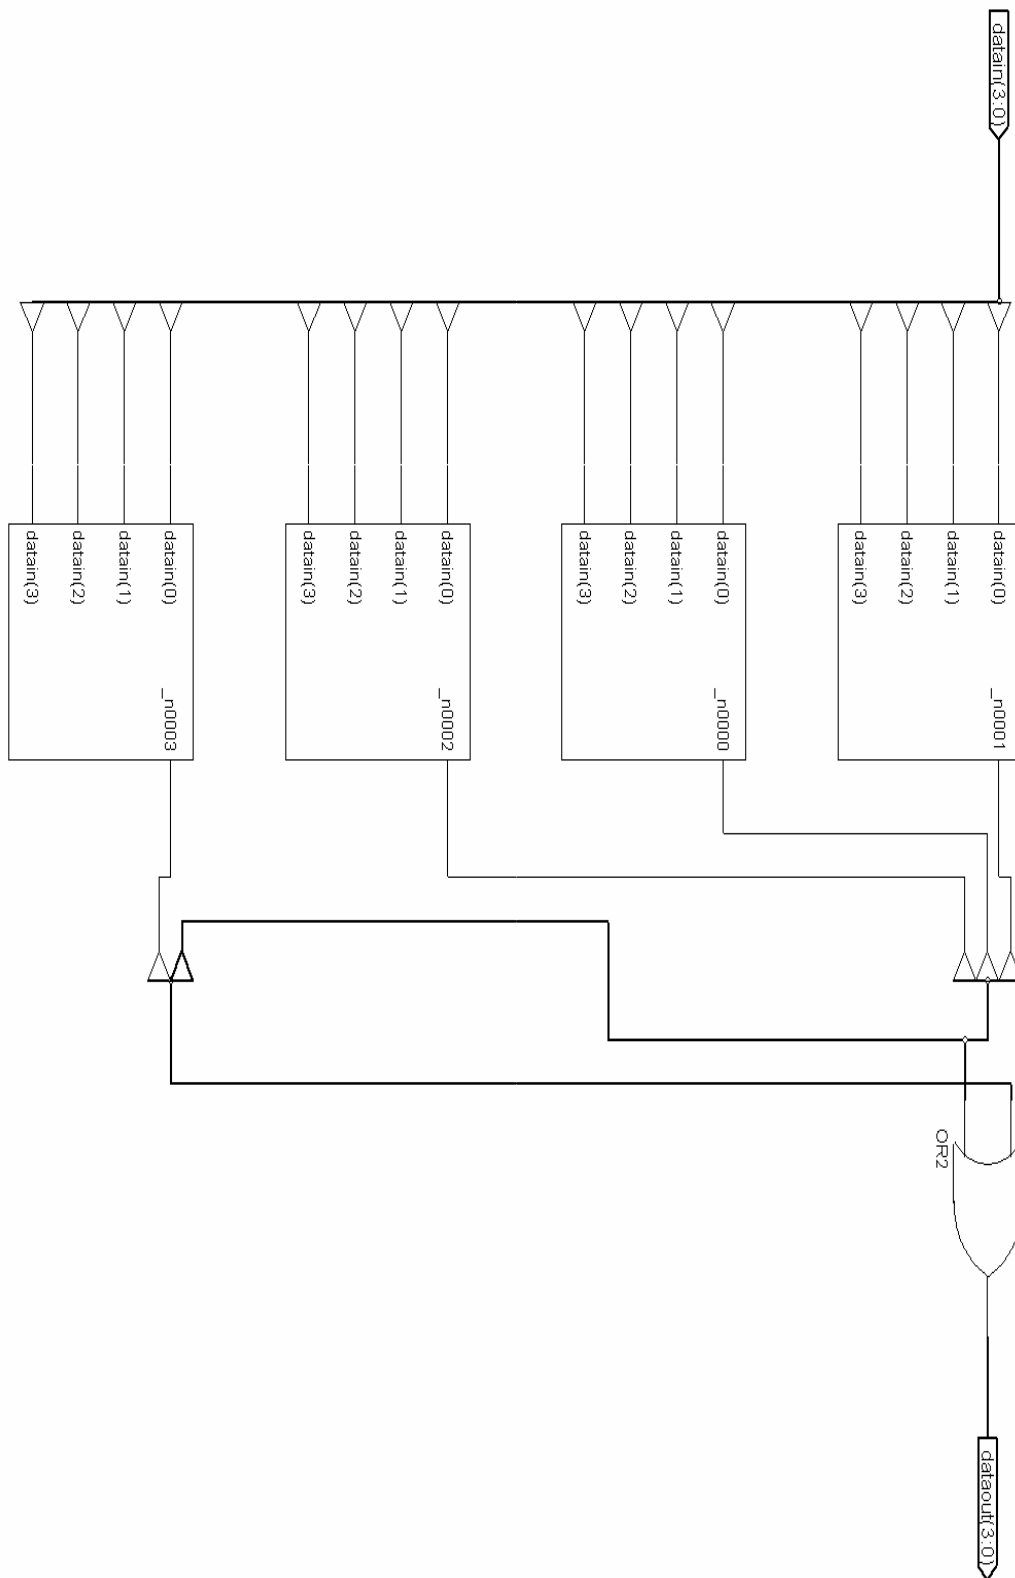 datain(3:0)
datain(0)
datain(1)
datain(2)
datain(3)
_n0001
datain(0)
datain(1)
datain(2)
datain(3)
_n0000
datain(0)
datain(1)
datain(2)
datain(3)
_n0002
datain(0)
datain(1)
datain(2)
datain(3)
_n0003
OR2
dataout(3:0)